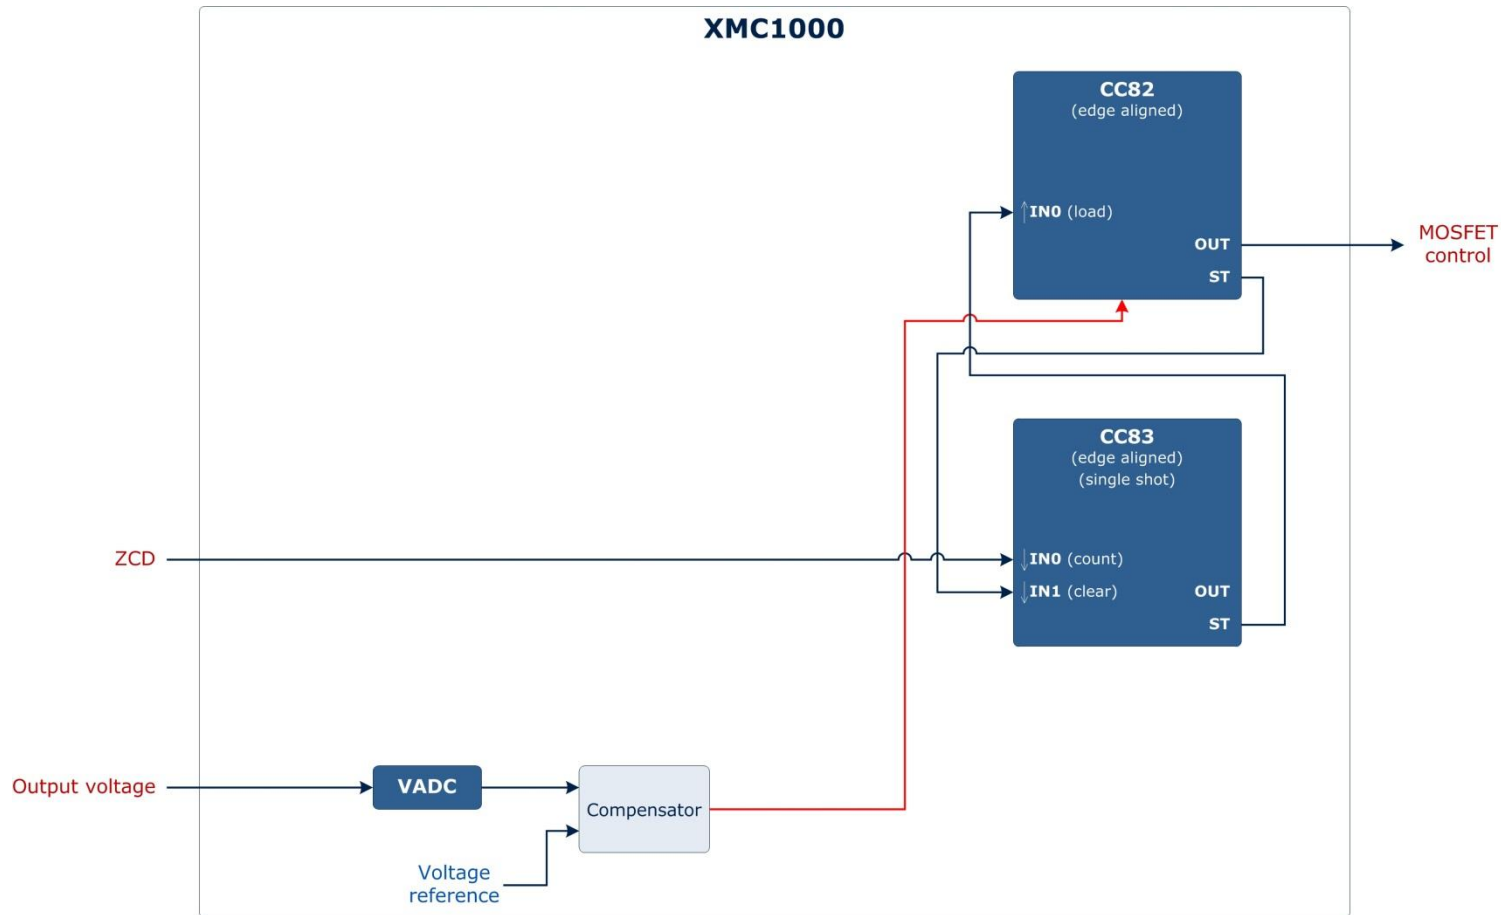 XMC1000
CC82
(edge aligned)
↑IN0 (load)
OUT
ST
MOSFET
control
CC83
(edge aligned)
(single shot)
ZCD
↓IN0 (count)
↓IN1 (clear)
OUT
ST
Output voltage
VADC
Compensator
Voltage
reference